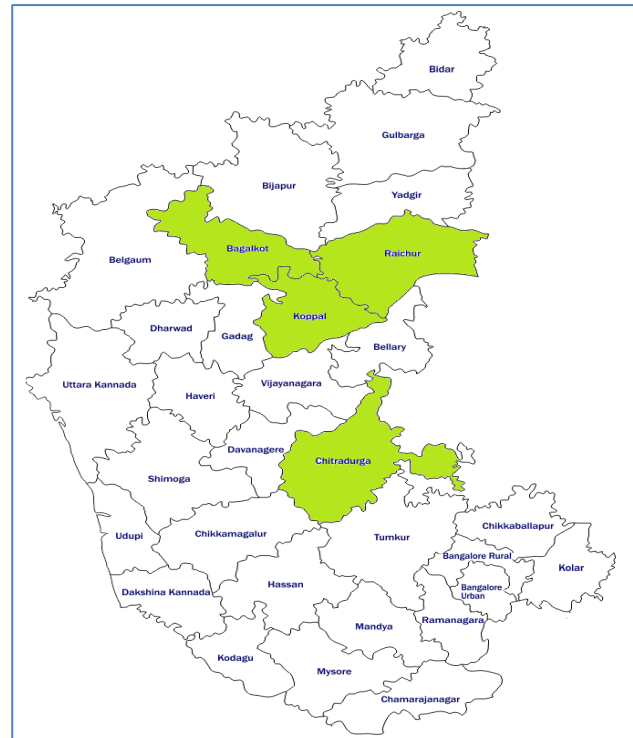 Bidar
Gulbarga
Bijapur
Yadgir
Bagalkot
Raichur
Belgaum
Koppal
Dharwad
Gadag
Bellary
Uttara Kannada
Haveri
Vijayanagara
Davanagere
Chitradurga
Shimoga
Chikkaballapur
Udupi
Chikkamagalur
Tumkur
Bangalore Rural
Kolar
Hassan
Dakshina Kannada
Bangalore
Urban
Mandya
Ramanagara
Kodagu
Mysore
Chamarajanagar